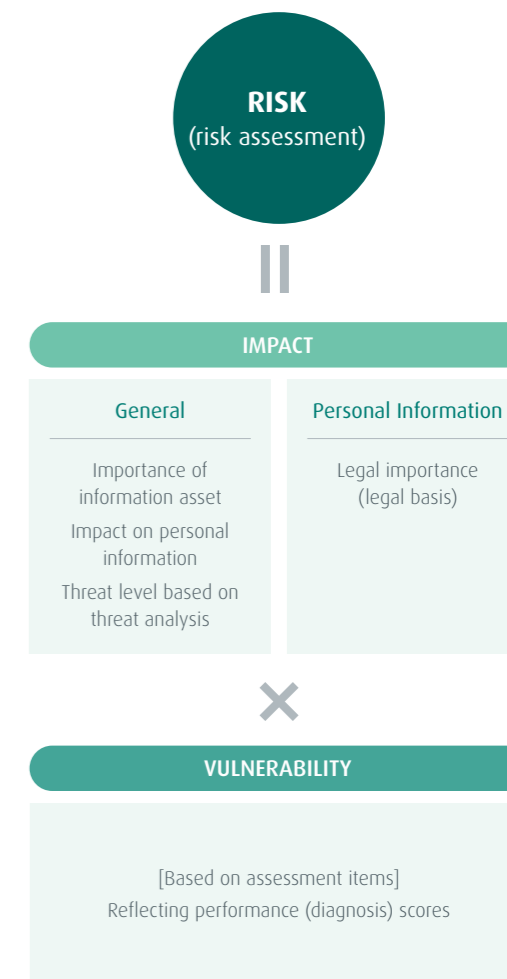 RISK
(risk assessment)
IMPACT
General
Importance of
information asset
Impact on personal
information
Threat level based on
threat analysis
Personal Information
Legal importance
(legal basis)
×
VULNERABILITY
[Based on assessment items]
Reflecting performance (diagnosis) scores